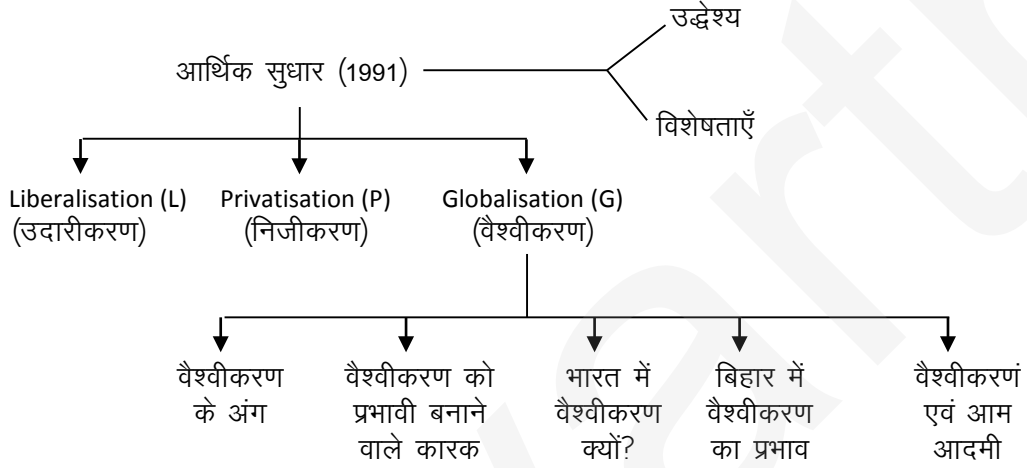 उद्धेश्य
आर्थिक सुधार (1991)
विशेषताएँ
Liberalisation (L) Privatisation (P) Globalisation (G)
(उदारीकरण) (निजीकरण) (वैश्वीकरण)
वैश्वीकरण वैश्वीकरण को भारत में बिहार में वैश्वीकरणं
के अंग प्रभावी बनाने वैश्वीकरण वैश्वीकरण एवं आम
वाले कारक क्यों? का प्रभाव आदमी